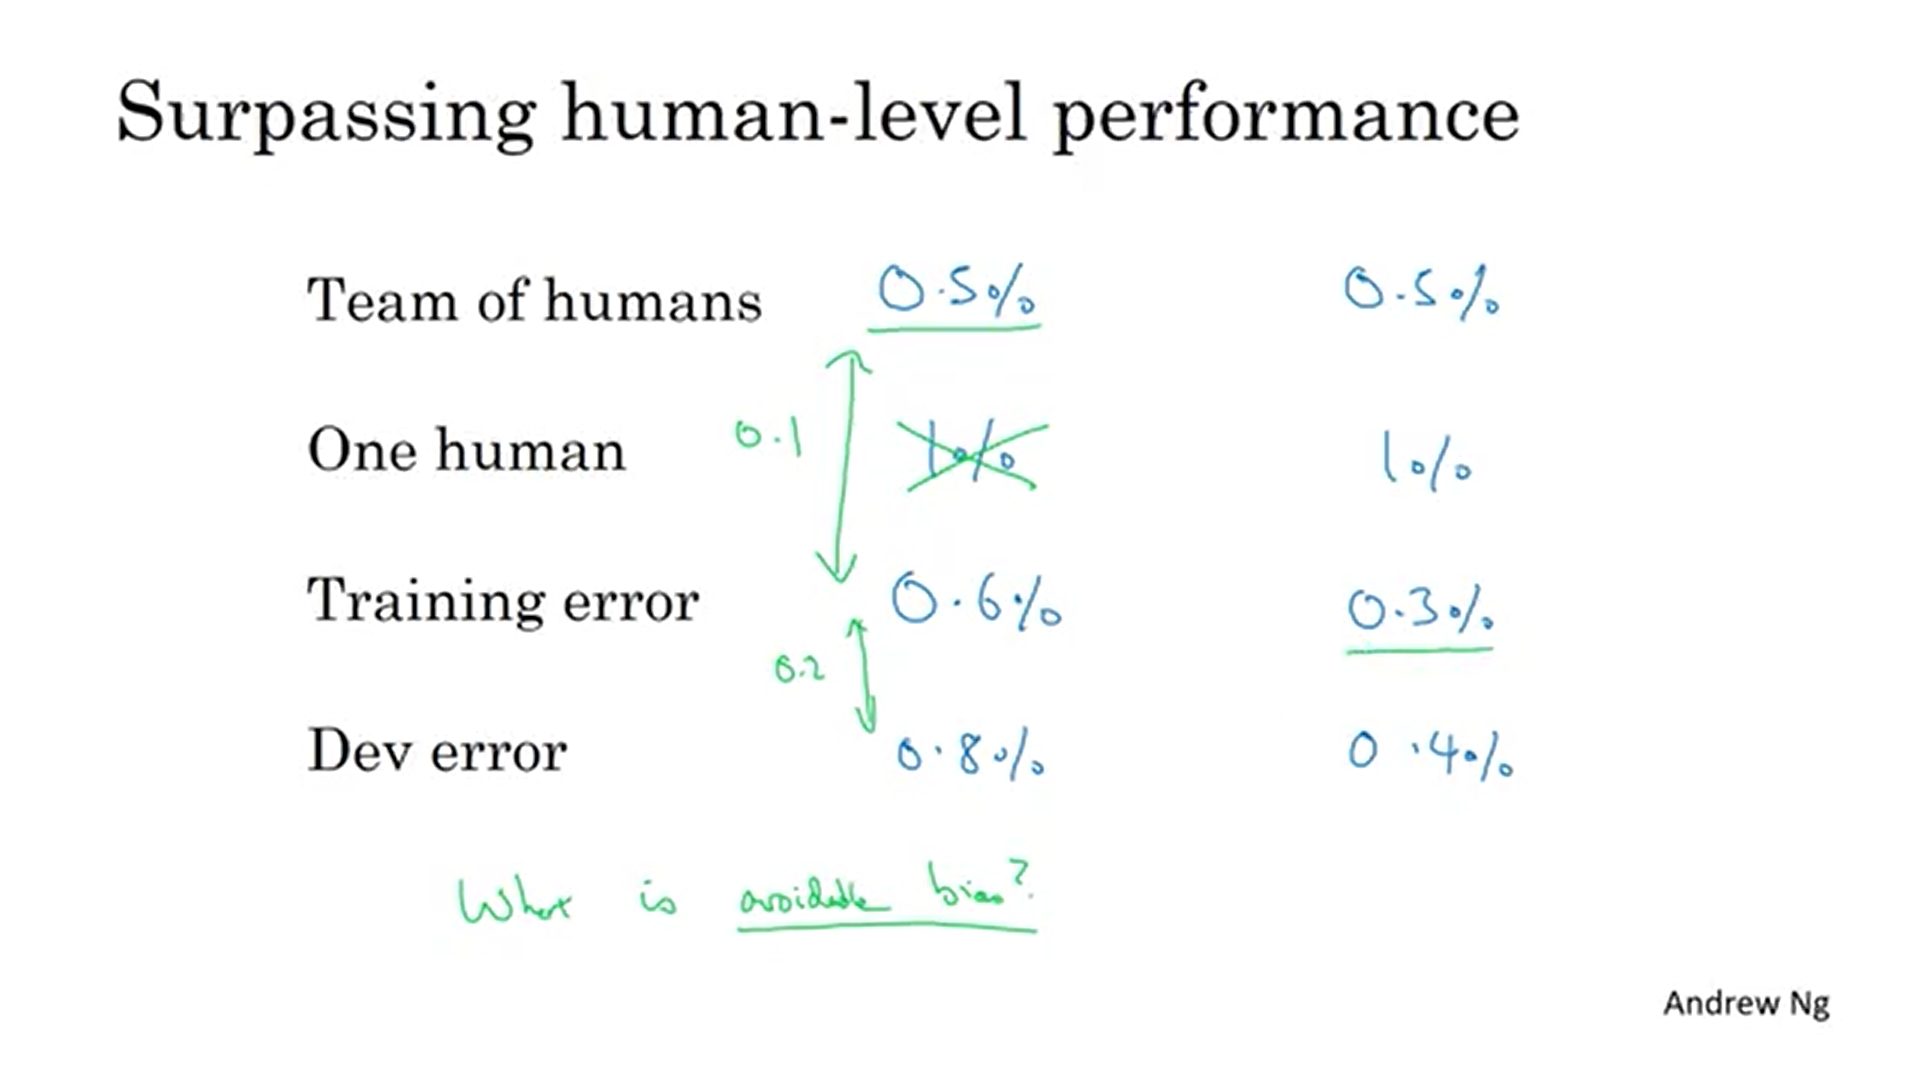 Surpassing human-level performance
Team of humans 0.5% 0.5%
One human 0.1 1% 1%
Training error 0.6% 0.3%
0.2
Dev error 0.8% 0.4%
What is avoidable bias?
Andrew Ng